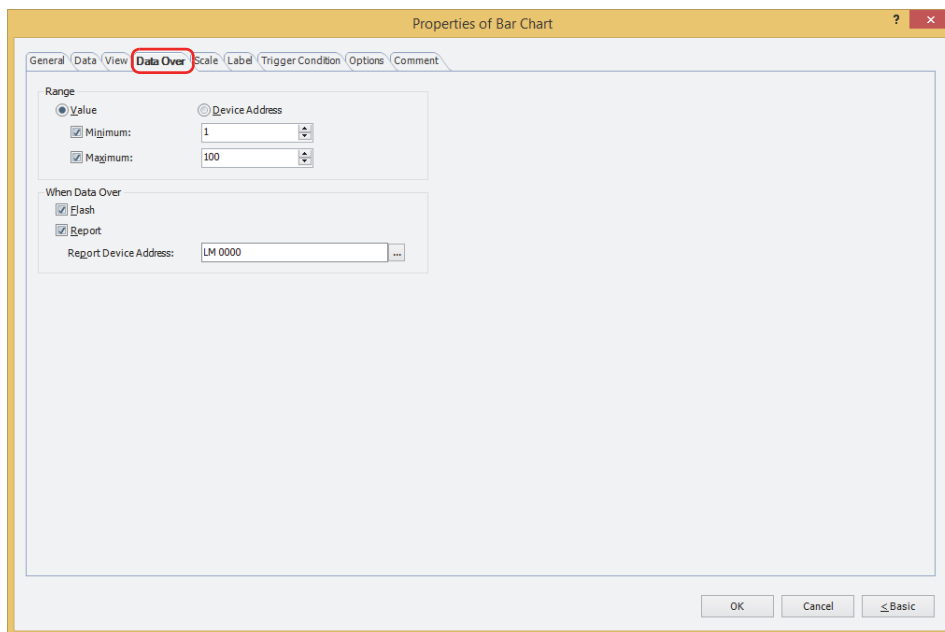 Properties of Bar Chart
?
General Data View Data Over Scale Label Trigger Condition Options Comment
Range
Value Device Address
Minimum: 1
Maximum: 100
When Data Over
Flash
Report
Report Device Address: LM 0000 ...
OK Cancel < Basic